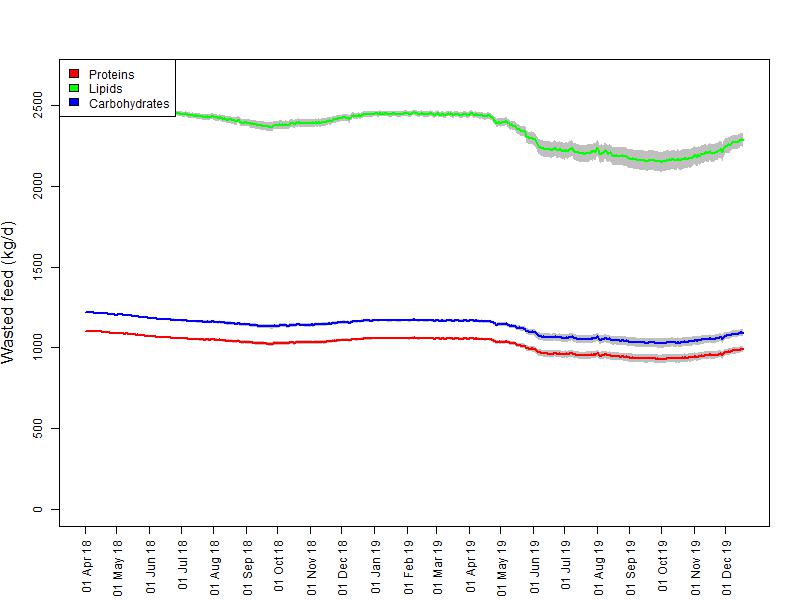 Proteins
Lipids
Carbohydrates
Wasted feed (kg/d)
2500
2000
1500
1000
500
0
01 Apr 18
01 May 18
01 Jun 18
01 Jul 18
01 Aug 18
01 Sep 18
01 Oct 18
01 Nov 18
01 Dec 18
01 Jan 19
01 Feb 19
01 Mar 19
01 Apr 19
01 May 19
01 Jun 19
01 Jul 19
01 Aug 19
01 Sep 19
01 Oct 19
01 Nov 19
01 Dec 19